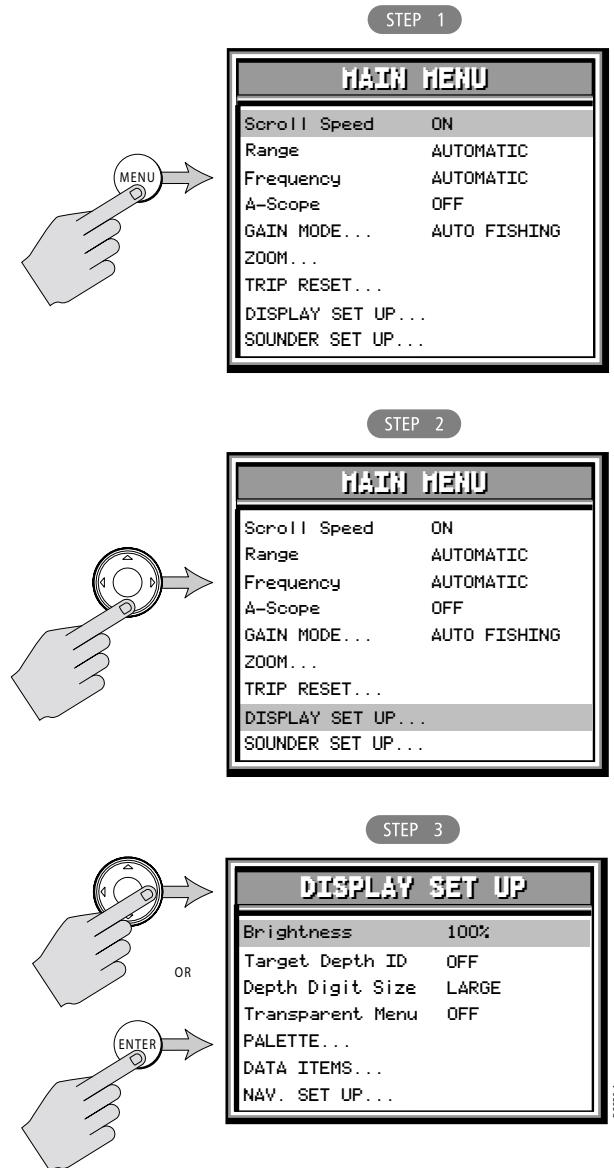 STEP 1
MAIN MENU
MENU
Scroll Speed ON
Range AUTOMATIC
Frequency AUTOMATIC
A-Scope OFF
GAIN MODE... AUTO FISHING
ZOOM...
TRIP RESET...
DISPLAY SET UP...
SOUNDER SET UP...
STEP 2
MAIN MENU
Scroll Speed ON
Range AUTOMATIC
Frequency AUTOMATIC
A-Scope OFF
GAIN MODE... AUTO FISHING
ZOOM...
TRIP RESET...
DISPLAY SET UP...
SOUNDER SET UP...
STEP 3
DISPLAY SET UP
OR
ENTER
Brightness 100%
Target Depth ID OFF
Depth Digit Size LARGE
Transparent Menu OFF
PALETTE...
DATA ITEMS...
NAV. SET UP...